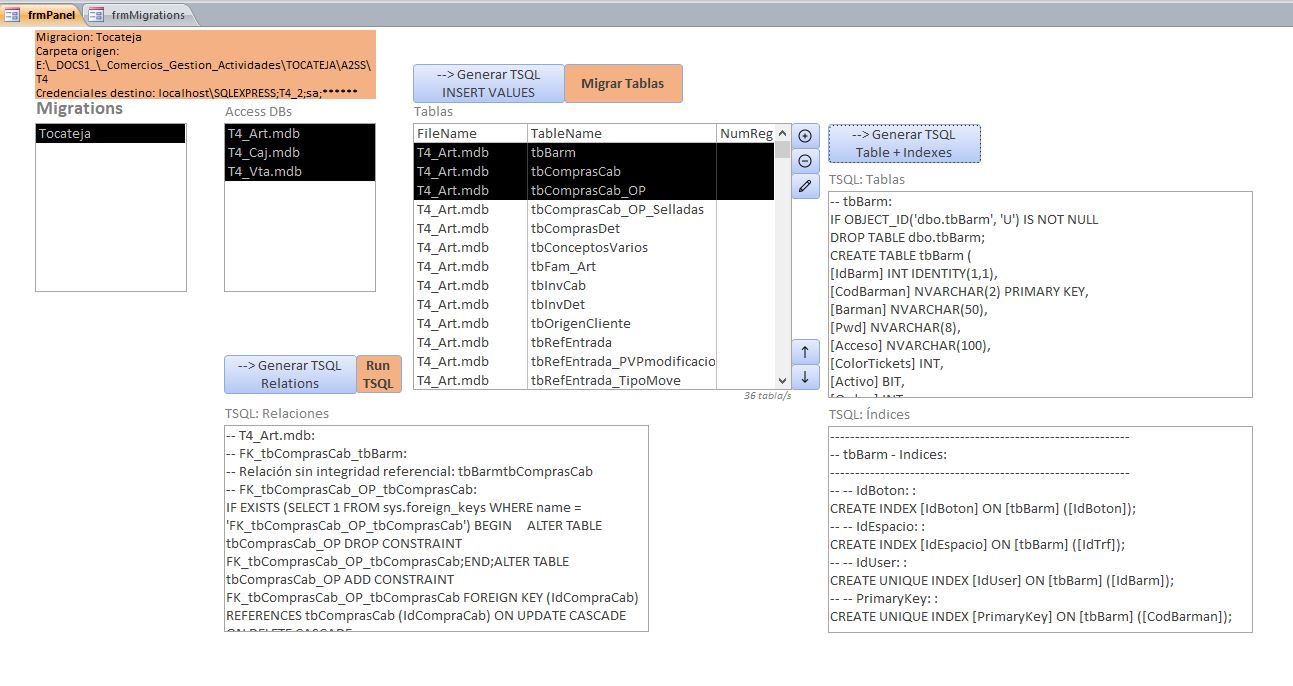 frmPanel
frmMigrations
Migracion: Tocateja
Carpeta origen:
E:\_DOCS1_\_Comercios_Gestion_Actividades\TOCATEJA\A2SS\
T4
Credenciales destino: localhost\SQLEXPRESS;T4_2;sa;******
Migrations
Tocateja
Access DBs
T4_Art.mdb
T4_Caj.mdb
T4_Vta.mdb
--> Generar TSQL
INSERT VALUES
Migrar Tablas
Tablas
FileName TableName NumReg
T4_Art.mdb tbBarm
T4_Art.mdb tbComprasCab
T4_Art.mdb tbComprasCab_OP
T4_Art.mdb tbComprasCab_OP_Selladas
T4_Art.mdb tbComprasDet
T4_Art.mdb tbConceptosVarios
T4_Art.mdb tbFam_Art
T4_Art.mdb tbInvCab
T4_Art.mdb tbInvDet
T4_Art.mdb tbOrigenCliente
T4_Art.mdb tbRefEntrada
T4_Art.mdb tbRefEntrada_PVPmodificacio
T4_Art.mdb tbRefEntrada_TipoMove
36 tabla/s
--> Generar TSQL
Table + Indexes
TSQL: Tablas
-- tbBarm:
IF OBJECT_ID('dbo.tbBarm', 'U') IS NOT NULL
DROP TABLE dbo.tbBarm;
CREATE TABLE tbBarm (
[IdBarm] INT IDENTITY(1,1),
[CodBarman] NVARCHAR(2) PRIMARY KEY,
[Barman] NVARCHAR(50),
[Pwd] NVARCHAR(8),
[Acceso] NVARCHAR(100),
[ColorTickets] INT,
[Activo] BIT,
--> Generar TSQL
Relations
Run
TSQL
TSQL: Relaciones
-- T4_Art.mdb:
-- FK_tbComprasCab_tbBarm:
-- Relación sin integridad referencial: tbBarmtbComprasCab
-- FK_tbComprasCab_OP_tbComprasCab:
IF EXISTS (SELECT 1 FROM sys.foreign_keys WHERE name =
'FK_tbComprasCab_OP_tbComprasCab') BEGIN ALTER TABLE
tbComprasCab_OP DROP CONSTRAINT
FK_tbComprasCab_OP_tbComprasCab;END;ALTER TABLE
tbComprasCab_OP ADD CONSTRAINT
FK_tbComprasCab_OP_tbComprasCab FOREIGN KEY (IdCompraCab)
REFERENCES tbComprasCab (IdCompraCab) ON UPDATE CASCADE
ON DELETE CASCADE
TSQL: Índices
------------------------------------------------------------
-- tbBarm - Indices:
------------------------------------------------------------
-- -- IdBoton: :
CREATE INDEX [IdBoton] ON [tbBarm] ([IdBoton]);
-- -- IdEspacio: :
CREATE INDEX [IdEspacio] ON [tbBarm] ([IdTrf]);
-- -- IdUser: :
CREATE UNIQUE INDEX [IdUser] ON [tbBarm] ([IdBarm]);
-- -- PrimaryKey: :
CREATE UNIQUE INDEX [PrimaryKey] ON [tbBarm] ([CodBarman]);